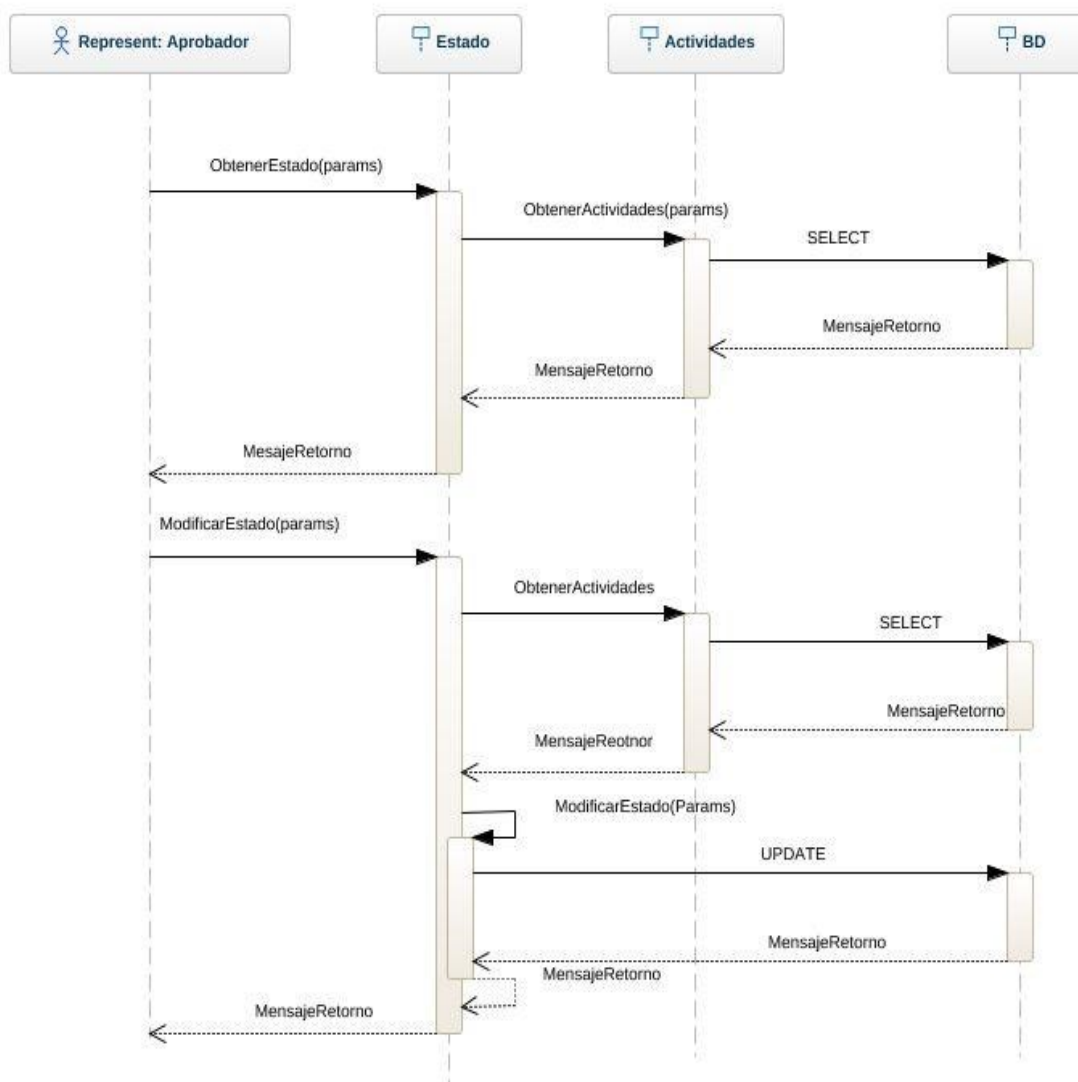 Represent: Aprobador
Estado
Actividades
BD
ObtenerEstado(params)
ObtenerActividades(params)
SELECT
MensajeRetorno
MensajeRetorno
MesajeRetorno
ModificarEstado(params)
ObtenerActividades
SELECT
MensajeRetorno
MensajeReotnor
ModificarEstado(Params)
UPDATE
MensajeRetorno
MensajeRetorno
MensajeRetorno